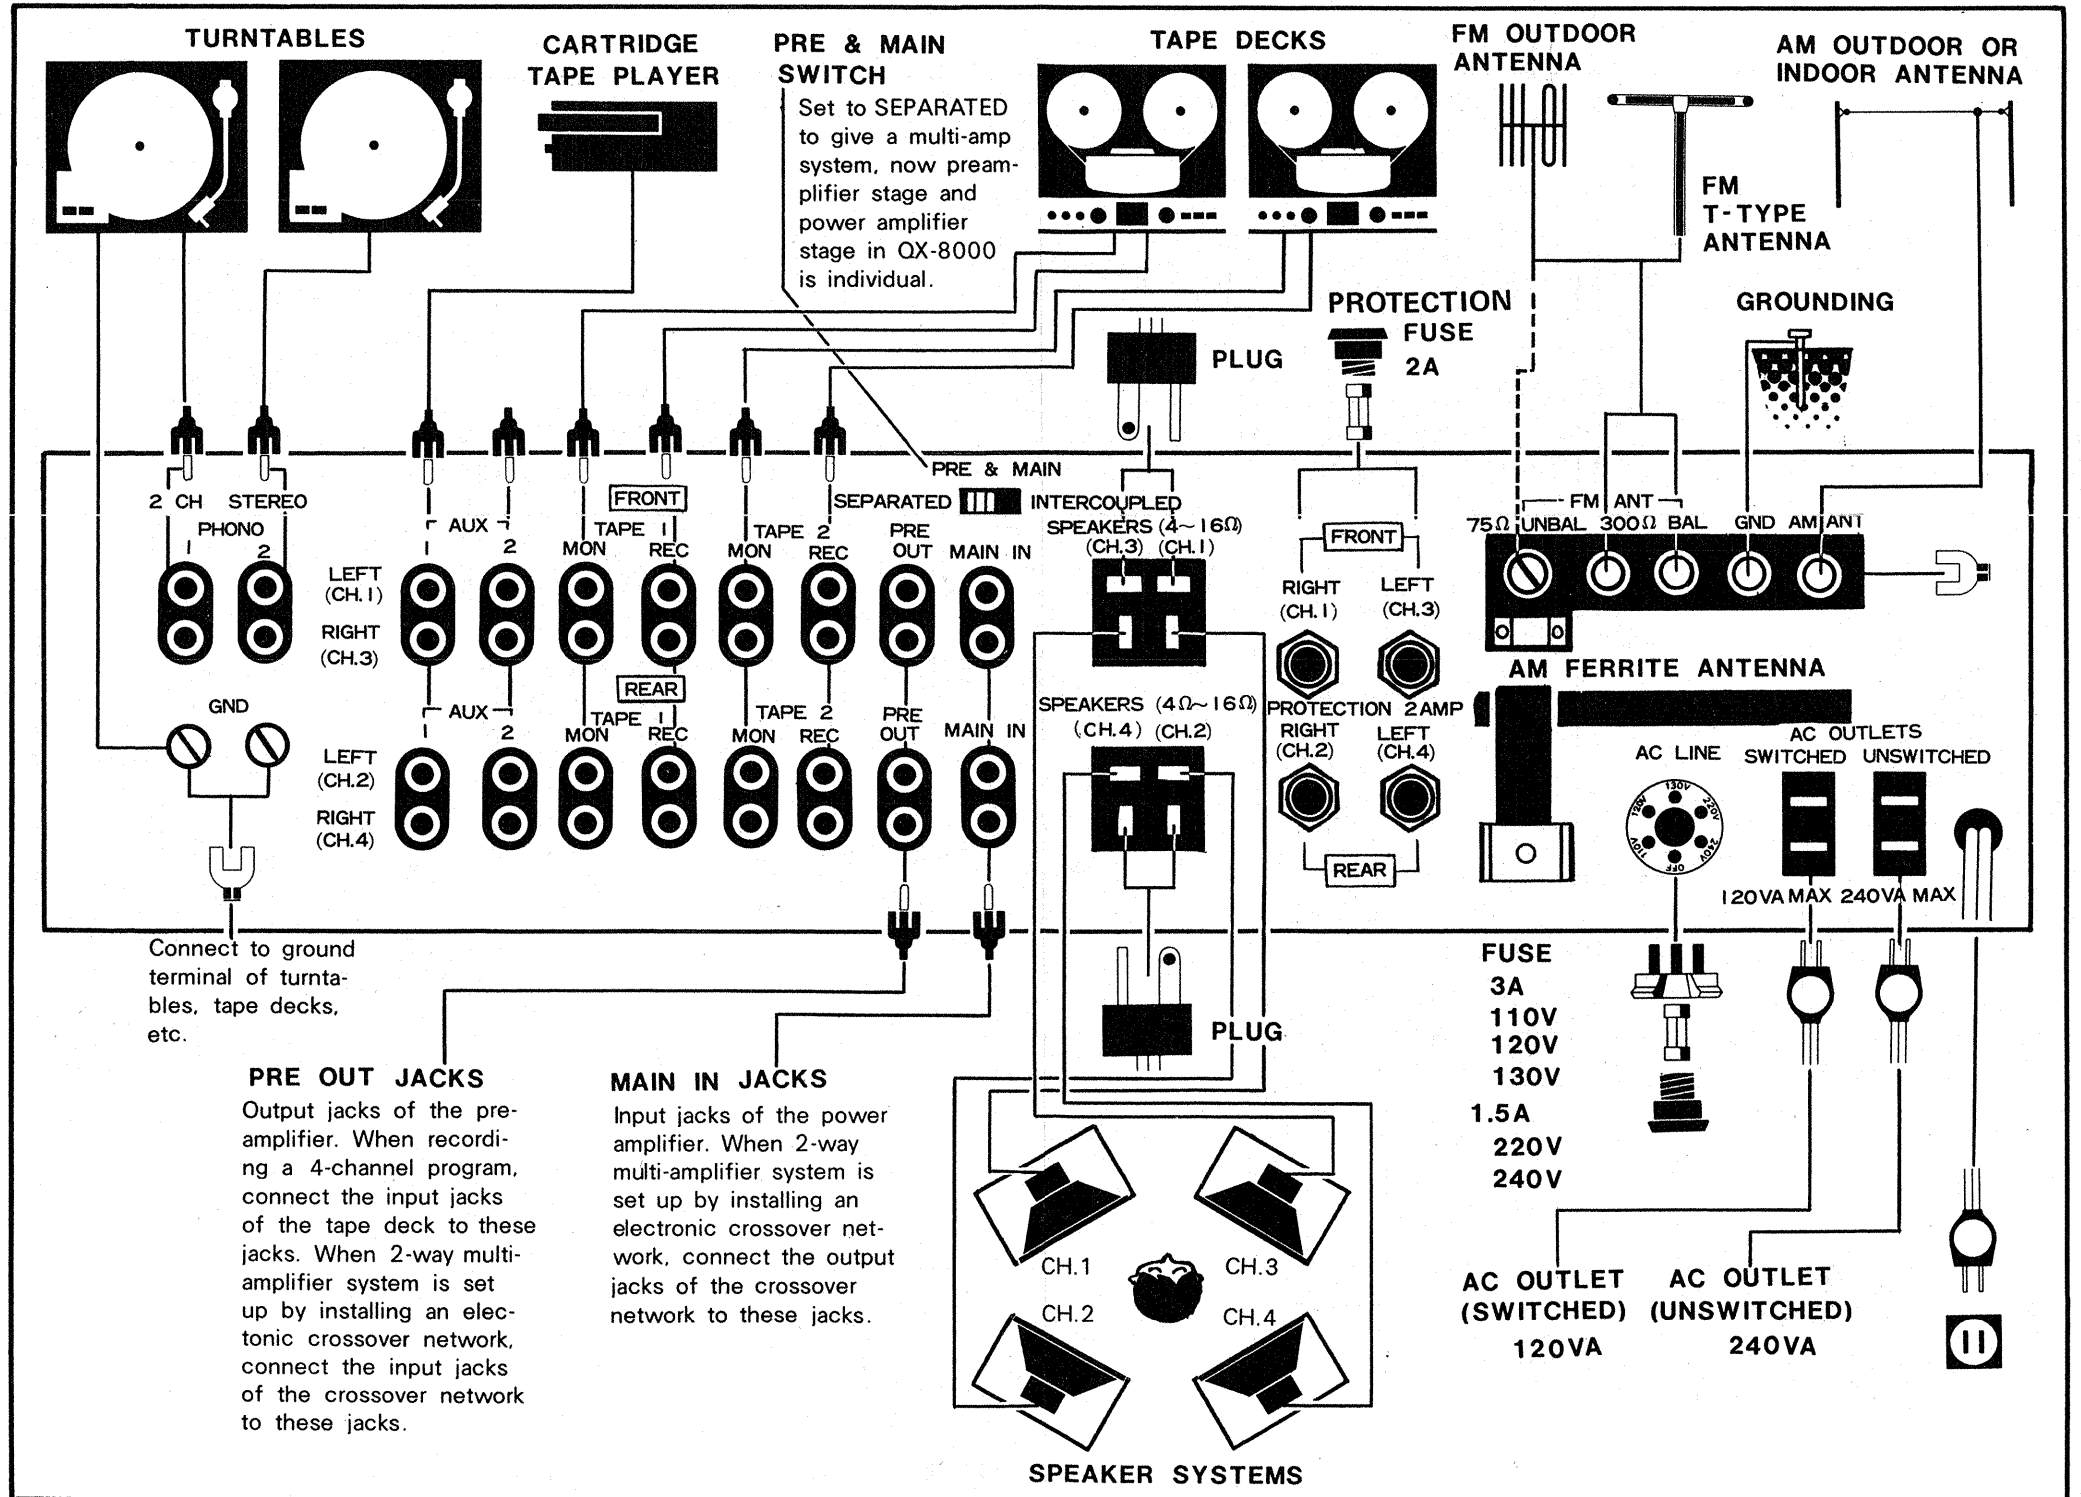 TURNTABLES
CARTRIDGE
TAPE PLAYER
PRE & MAIN
SWITCH
Set to SEPARATED
to give a multi-amp
system, now pream-
plifier stage and
power amplifier
stage in QX-8000
is individual.
TAPE DECKS
FM OUTDOOR
ANTENNA
AM OUTDOOR OR
INDOOR ANTENNA
FM
T-TYPE
ANTENNA
PLUG
PROTECTION
FUSE
2A
GROUNDING
2 CH STEREO
PHONO
1 2
LEFT
(CH.1)
RIGHT
(CH.3)
AUX
1 2
FRONT
TAPE 1
MON REC
TAPE 2
MON REC
PRE
OUT
MAIN IN
PRE & MAIN
SEPARATED INTERCOUPLED
SPEAKERS (4~16Ω)
(CH.3) (CH.1)
FRONT
RIGHT
(CH.1)
LEFT
(CH.3)
FM ANT
75Ω UNBAL 300Ω BAL GND AM ANT
AM FERRITE ANTENNA
GND
LEFT
(CH.2)
RIGHT
(CH.4)
AUX
1 2
REAR
TAPE 1
MON REC
TAPE 2
MON REC
PRE
OUT
MAIN IN
SPEAKERS (4Ω~16Ω)
(CH.4) (CH.2)
PROTECTION 2AMP
RIGHT
(CH.2)
LEFT
(CH.4)
REAR
AC LINE
110V 120V 130V 220V 240V OFF
AC OUTLETS
SWITCHED UNSWITCHED
120VA MAX 240VA MAX
Connect to ground
terminal of turnta-
bles, tape decks,
etc.
PRE OUT JACKS
Output jacks of the pre-
amplifier. When recordi-
ng a 4-channel program,
connect the input jacks
of the tape deck to these
jacks. When 2-way multi-
amplifier system is set
up by installing an elec-
tonic crossover network,
connect the input jacks
of the crossover network
to these jacks.
MAIN IN JACKS
Input jacks of the power
amplifier. When 2-way
multi-amplifier system is
set up by installing an
electronic crossover net-
work, connect the output
jacks of the crossover
network to these jacks.
PLUG
CH.1 CH.3
CH.2 CH.4
SPEAKER SYSTEMS
FUSE
3A
110V
120V
130V
1.5A
220V
240V
AC OUTLET
(SWITCHED)
120VA
AC OUTLET
(UNSWITCHED)
240VA